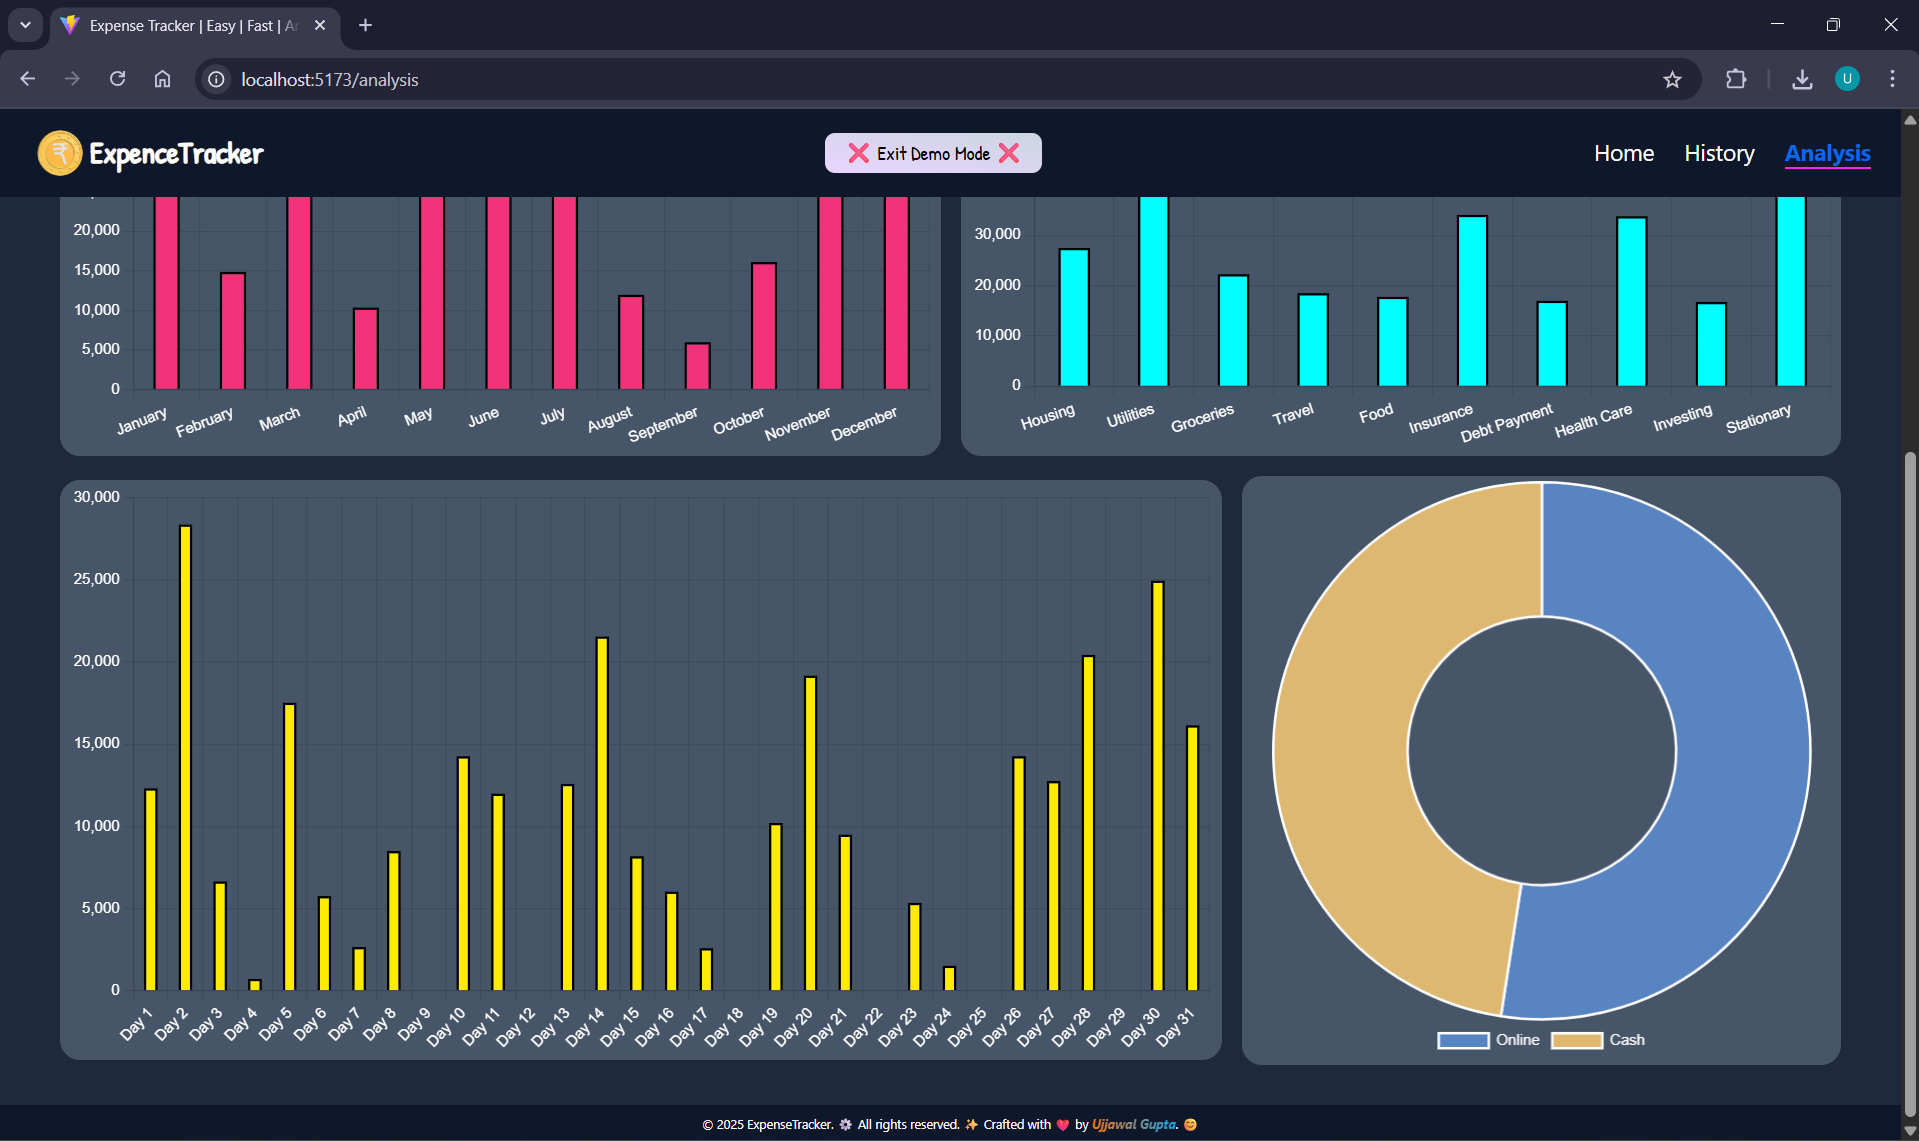 Expense Tracker | Easy | Fast | Ar
localhost:5173/analysis
U
ExpenceTracker
❌ Exit Demo Mode ❌
Home
History
Analysis
20,000
15,000
10,000
5,000
0
January
February
March
April
May
June
July
August
September
October
November
December
30,000
20,000
10,000
0
Housing
Utilities
Groceries
Travel
Food
Insurance
Debt Payment
Health Care
Investing
Stationary
30,000
25,000
20,000
15,000
10,000
5,000
0
Day 1
Day 2
Day 3
Day 4
Day 5
Day 6
Day 7
Day 8
Day 9
Day 10
Day 11
Day 12
Day 13
Day 14
Day 15
Day 16
Day 17
Day 18
Day 19
Day 20
Day 21
Day 22
Day 23
Day 24
Day 25
Day 26
Day 27
Day 28
Day 29
Day 30
Day 31
Online
Cash
© 2025 ExpenseTracker. ⚙️ All rights reserved. ✨ Crafted with ❤️ by Ujjawal Gupta. 😊